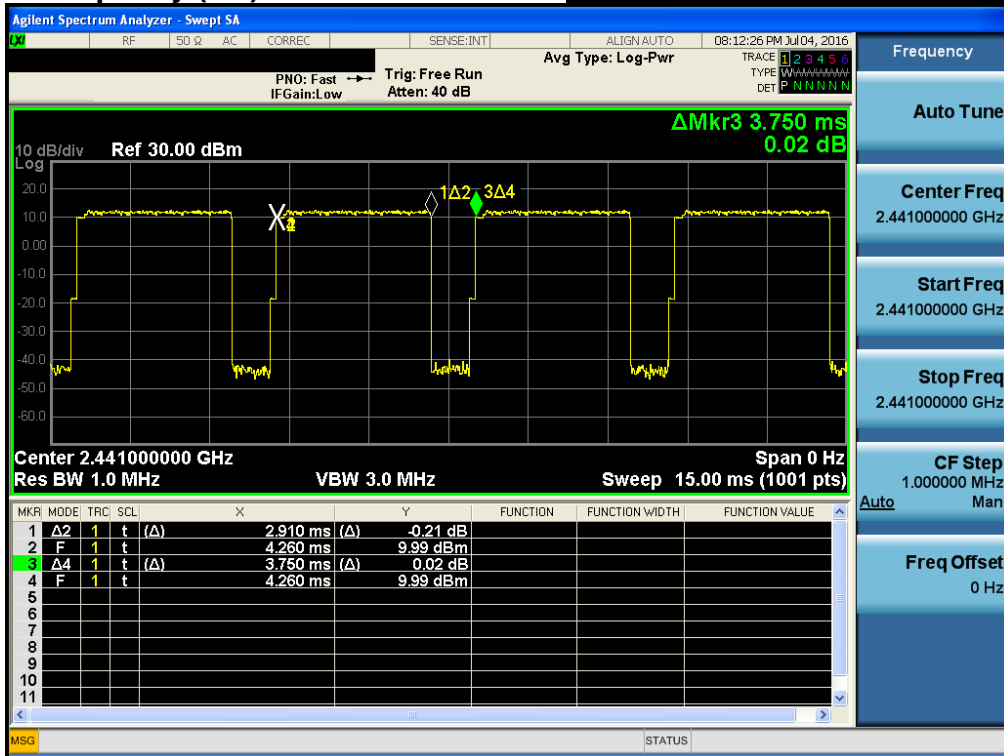 Agilent Spectrum Analyzer - Swept SA
LXI RF 50 Ω AC CORREC SENSE:INT ALIGN AUTO 08:12:26 PM Jul 04, 2016
Avg Type: Log-Pwr TRACE 1 2 3 4 5 6
PNO: Fast Trig: Free Run TYPE WWWWWW
IFGain:Low Atten: 40 dB DET P N N N N N
ΔMkr3 3.750 ms
10 dB/div Ref 30.00 dBm 0.02 dB
Log
20.0
1Δ2 3Δ4
10.0
0.00
-10.0
-20.0
-30.0
-40.0
-50.0
-60.0
Center 2.441000000 GHz Span 0 Hz
Res BW 1.0 MHz VBW 3.0 MHz Sweep 15.00 ms (1001 pts)
MKR MODE TRC SCL X Y FUNCTION FUNCTION WIDTH FUNCTION VALUE
1 Δ2 1 t (Δ) 2.910 ms (Δ) -0.21 dB
2 F 1 t 4.260 ms 9.99 dBm
3 Δ4 1 t (Δ) 3.750 ms (Δ) 0.02 dB
4 F 1 t 4.260 ms 9.99 dBm
5
6
7
8
9
10
11
MSG STATUS
Frequency
Auto Tune
Center Freq
2.441000000 GHz
Start Freq
2.441000000 GHz
Stop Freq
2.441000000 GHz
CF Step
1.000000 MHz
Auto Man
Freq Offset
0 Hz